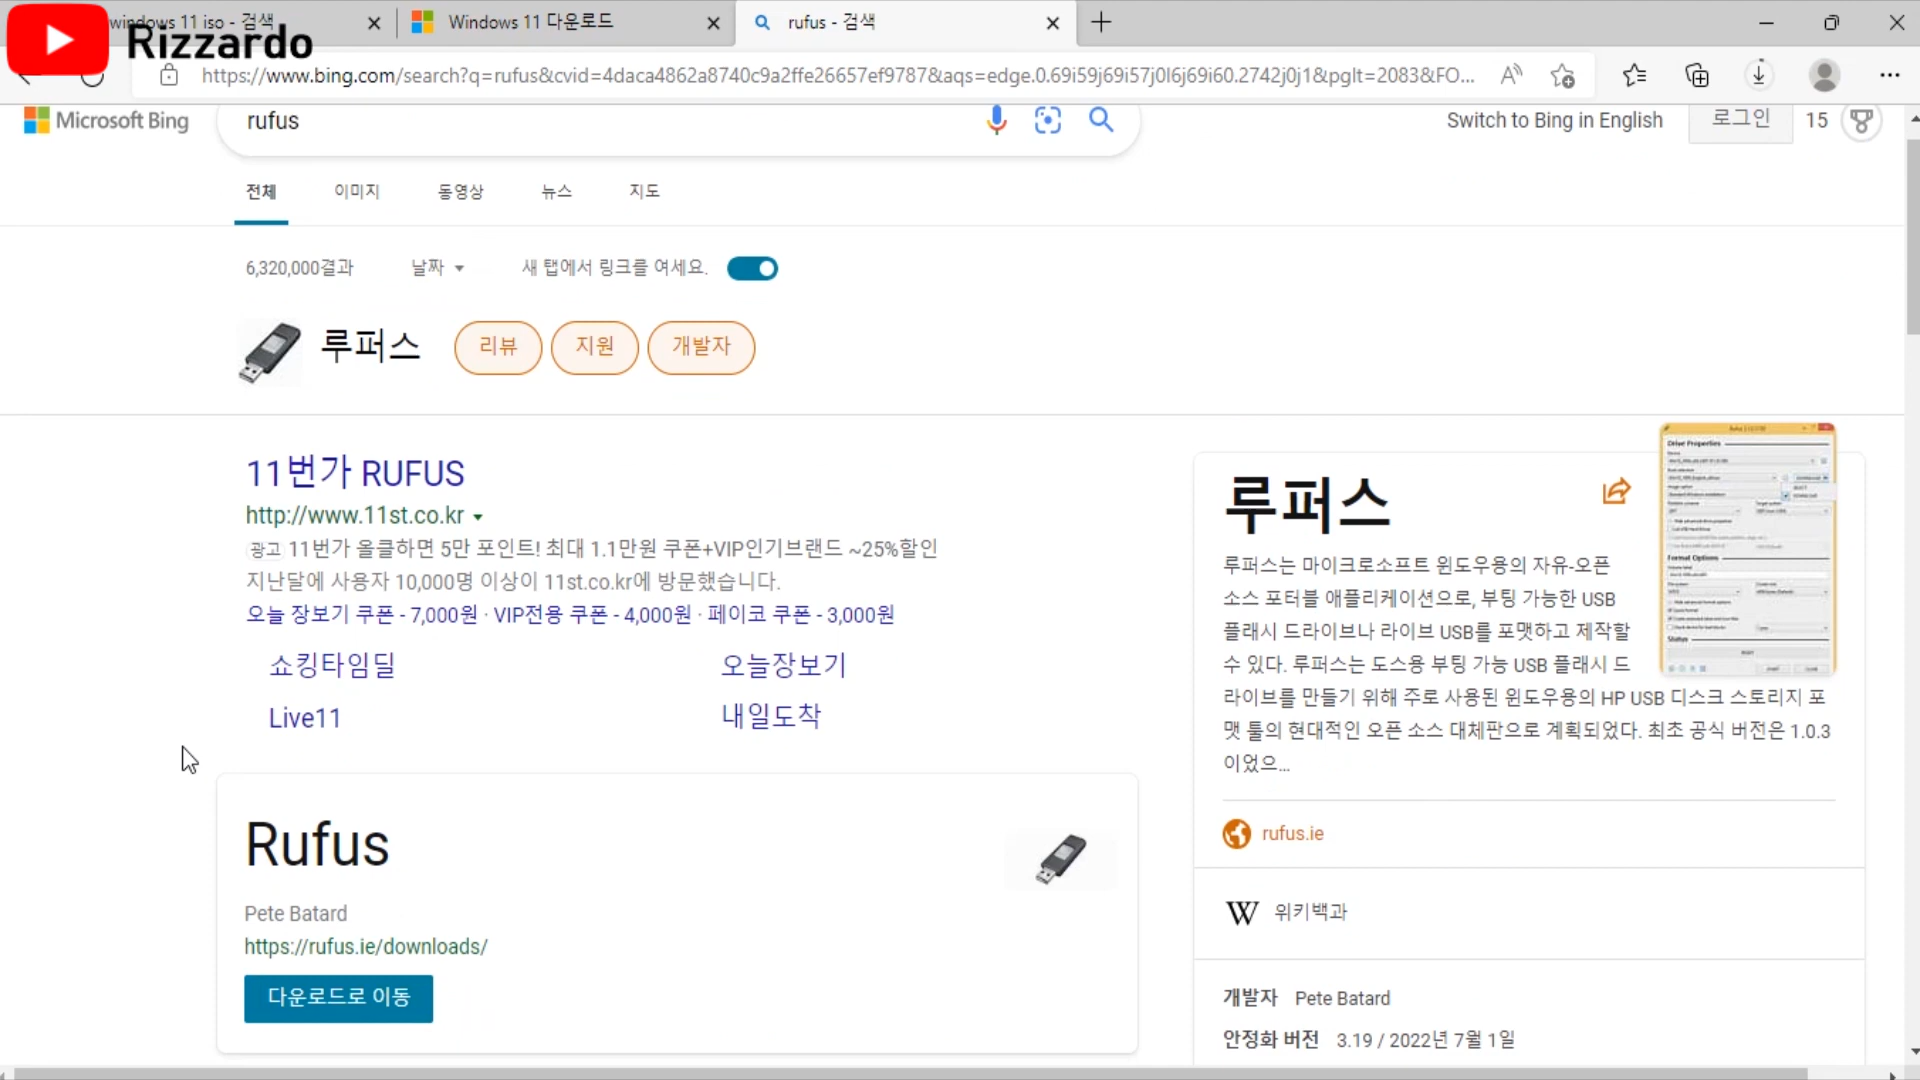 windows 11 iso - 검색
Windows 11 다운로드
rufus - 검색
Rizzardo
https://www.bing.com/search?q=rufus&cvid=4daca4862a8740c9a2ffe26657ef9787&aqs=edge.0.69i59j69i57j0l6j69i60.2742j0j1&pglt=2083&FO...
Microsoft Bing
rufus
Switch to Bing in English
로그인
15
전체
이미지
동영상
뉴스
지도
6,320,000결과
날짜
새 탭에서 링크를 여세요.
루퍼스
리뷰
지원
개발자
11번가 RUFUS
http://www.11st.co.kr
광고 11번가 올클하면 5만 포인트! 최대 1.1만원 쿠폰+VIP인기브랜드 ~25%할인
지난달에 사용자 10,000명 이상이 11st.co.kr에 방문했습니다.
오늘 장보기 쿠폰 - 7,000원 · VIP전용 쿠폰 - 4,000원 · 페이코 쿠폰 - 3,000원
쇼킹타임딜
오늘장보기
Live11
내일도착
Rufus
Pete Batard
https://rufus.ie/downloads/
다운로드로 이동
루퍼스
루퍼스는 마이크로소프트 윈도우용의 자유-오픈
소스 포터블 애플리케이션으로, 부팅 가능한 USB
플래시 드라이브나 라이브 USB를 포맷하고 제작할
수 있다. 루퍼스는 도스용 부팅 가능 USB 플래시 드
라이브를 만들기 위해 주로 사용된 윈도우용의 HP USB 디스크 스토리지 포
맷 툴의 현대적인 오픈 소스 대체판으로 계획되었다. 최초 공식 버전은 1.0.3
이었으...
Drive Properties
Format Options
Status
rufus.ie
W 위키백과
개발자 Pete Batard
안정화 버전 3.19 / 2022년 7월 1일